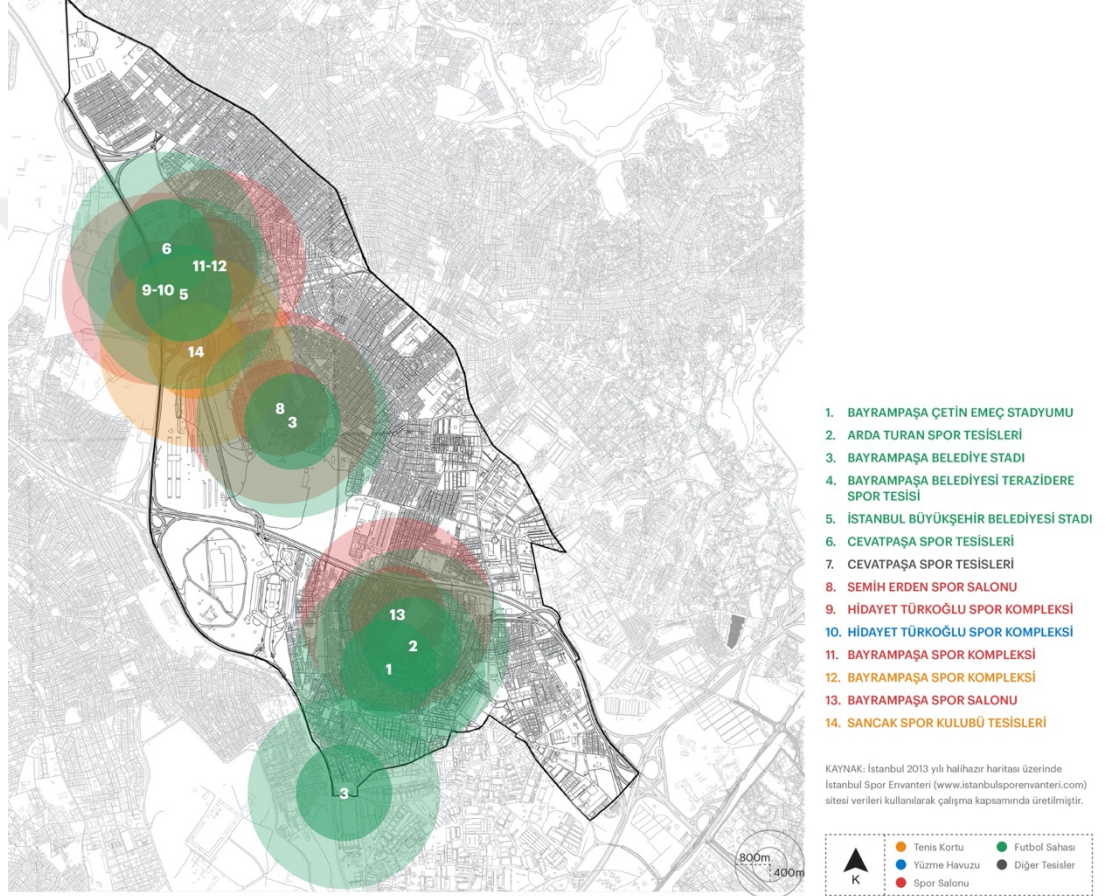 6
11-12
9-10 5
14
8
3
13
2
1
3
800m
400m
1. BAYRAMPAŞA ÇETİN EMEÇ STADYUMU
2. ARDA TURAN SPOR TESİSLERİ
3. BAYRAMPAŞA BELEDİYE STADI
4. BAYRAMPAŞA BELEDİYESİ TERAZİDERE
SPOR TESİSİ
5. İSTANBUL BÜYÜKŞEHİR BELEDİYESİ STADI
6. CEVATPAŞA SPOR TESİSLERİ
7. CEVATPAŞA SPOR TESİSLERİ
8. SEMİH ERDEN SPOR SALONU
9. HİDAYET TÜRKOĞLU SPOR KOMPLEKSİ
10. HİDAYET TÜRKOĞLU SPOR KOMPLEKSİ
11. BAYRAMPAŞA SPOR KOMPLEKSİ
12. BAYRAMPAŞA SPOR KOMPLEKSİ
13. BAYRAMPAŞA SPOR SALONU
14. SANCAK SPOR KULUBÜ TESİSLERİ
KAYNAK: İstanbul 2013 yılı halihazır haritası üzerinde
İstanbul Spor Envanteri (www.istanbulsporenvanteri.com)
sitesi verileri kullanılarak çalışma kapsamında üretilmiştir.
K
Tenis Kortu
Yüzme Havuzu
Spor Salonu
Futbol Sahası
Diğer Tesisler